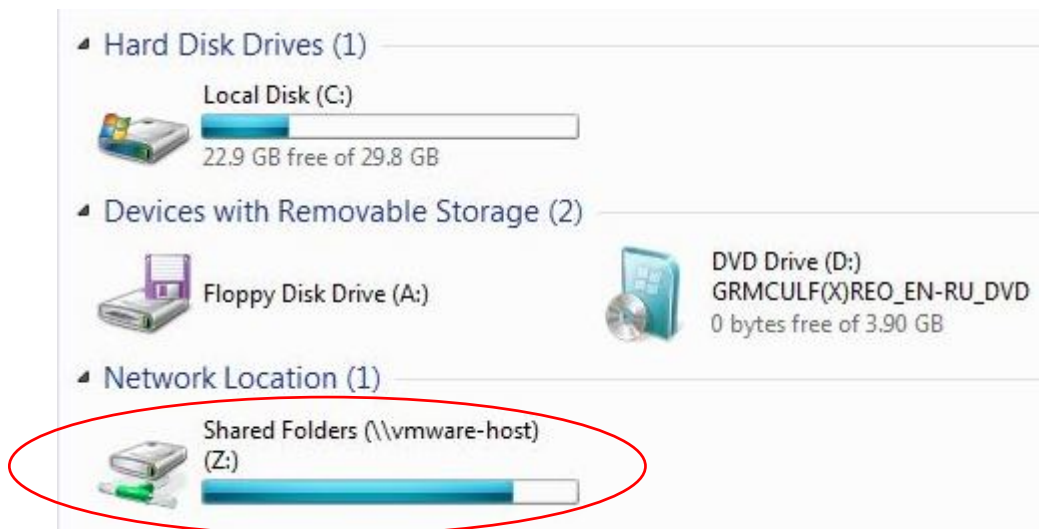 Hard Disk Drives (1)
Local Disk (C:)
22.9 GB free of 29.8 GB
Devices with Removable Storage (2)
Floppy Disk Drive (A:)
DVD Drive (D:)
GRMCULF(X)REO_EN-RU_DVD
0 bytes free of 3.90 GB
Network Location (1)
Shared Folders (\\vmware-host)
(Z:)